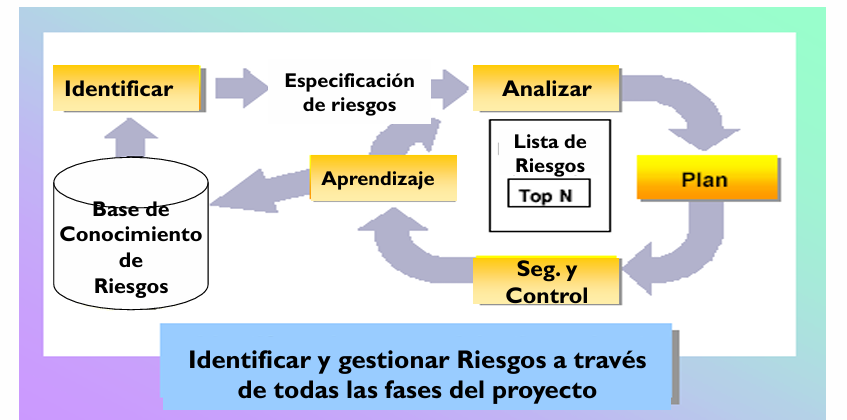 Identificar
Especificación
de riesgos
Analizar
Lista de
Riesgos
Top N
Aprendizaje
Plan
Base de
Conocimiento
de
Riesgos
Seg. y
Control
Identificar y gestionar Riesgos a través
de todas las fases del proyecto